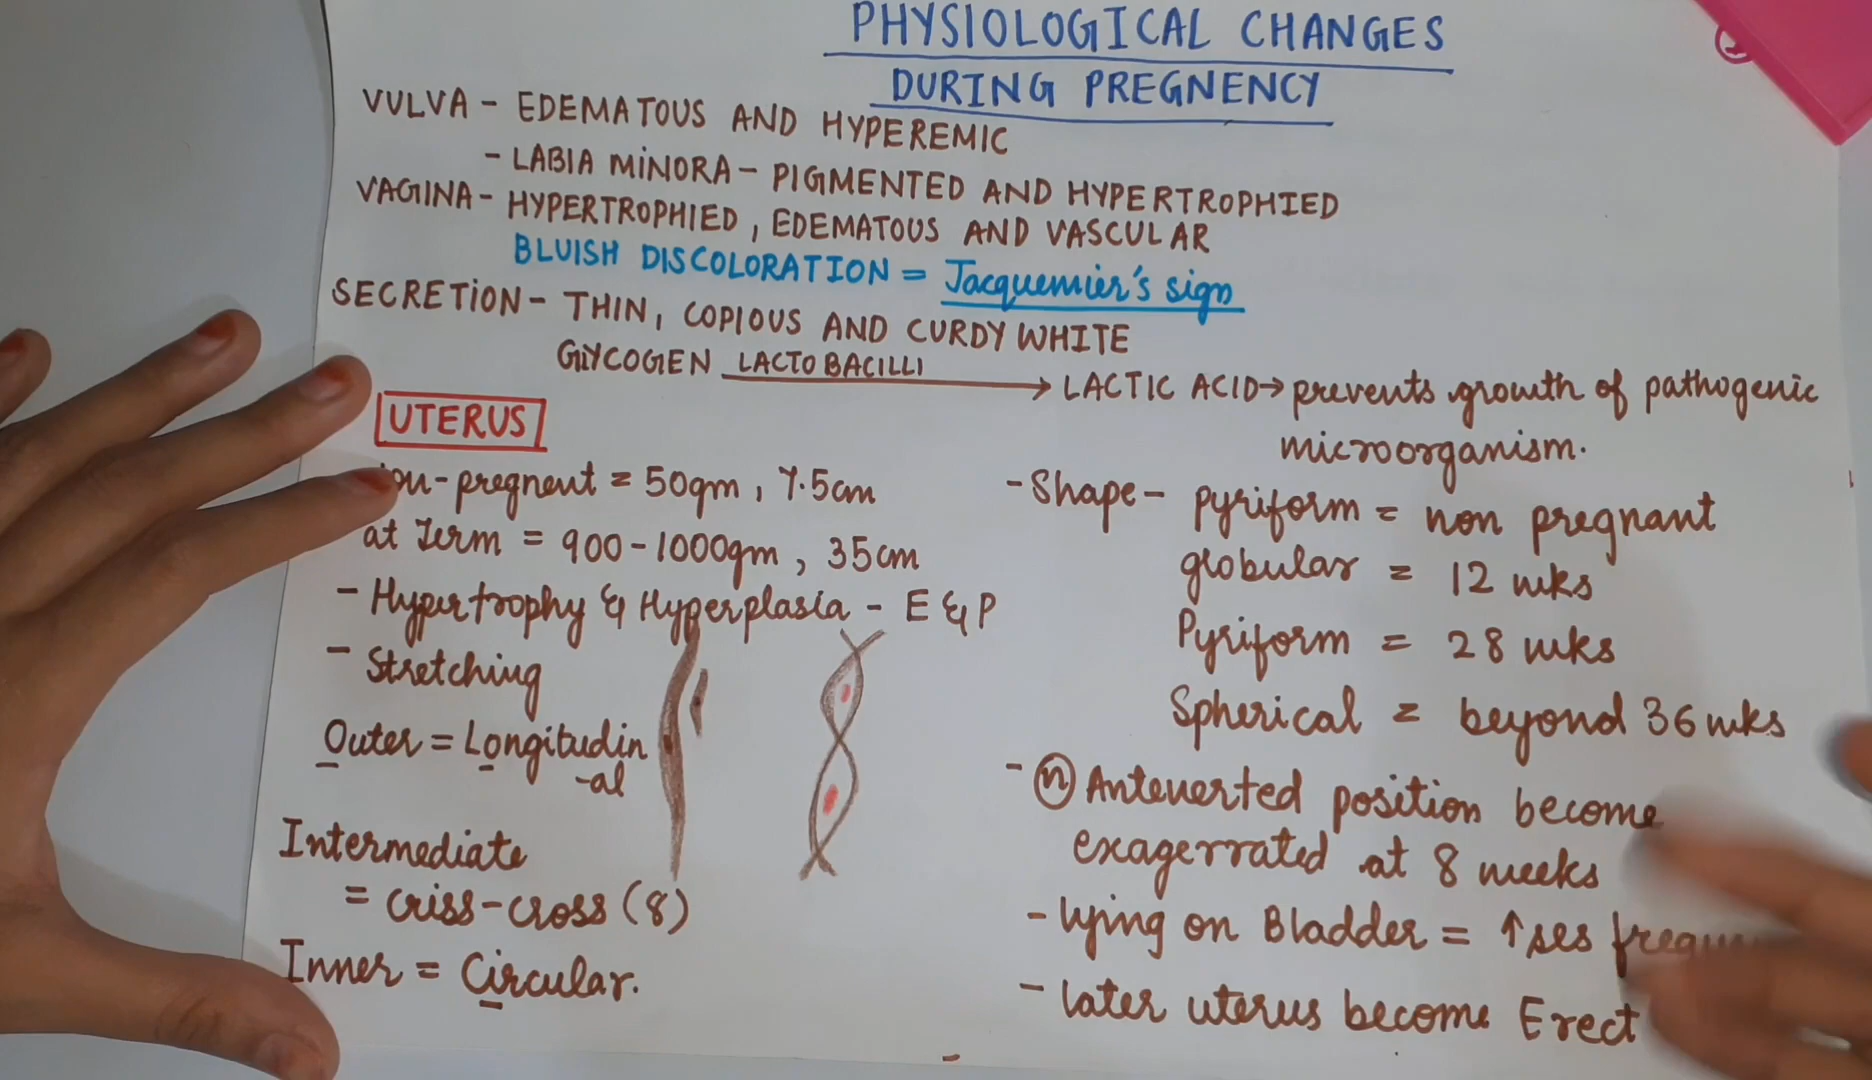 PHYSIOLOGICAL CHANGES
DURING PREGNENCY
VULVA - EDEMATOUS AND HYPEREMIC
- LABIA MINORA - PIGMENTED AND HYPERTROPHIED
VAGINA - HYPERTROPHIED, EDEMATOUS AND VASCULAR
BLUISH DISCOLORATION = Jacquemier's sign
SECRETION - THIN, COPIOUS AND CURDY WHITE
GLYCOGEN LACTOBACILLI → LACTIC ACID → prevents growth of pathogenic
microorganism.
UTERUS
-pregnent = 50gm, 7.5cm
at Term = 900-1000gm, 35cm
- Hypertrophy & Hyperplasia - E & P
- Stretching
Outer = Longitudin
-al
Intermediate
= criss-cross (8)
Inner = Circular.
- Shape - pyriform = non pregnant
globular = 12 wks
Pyriform = 28 wks
Spherical = beyond 36 wks
- (n) Anteverted position become
exagerrated at 8 weeks
- lying on Bladder = ↑ses
- later uterus become Erect